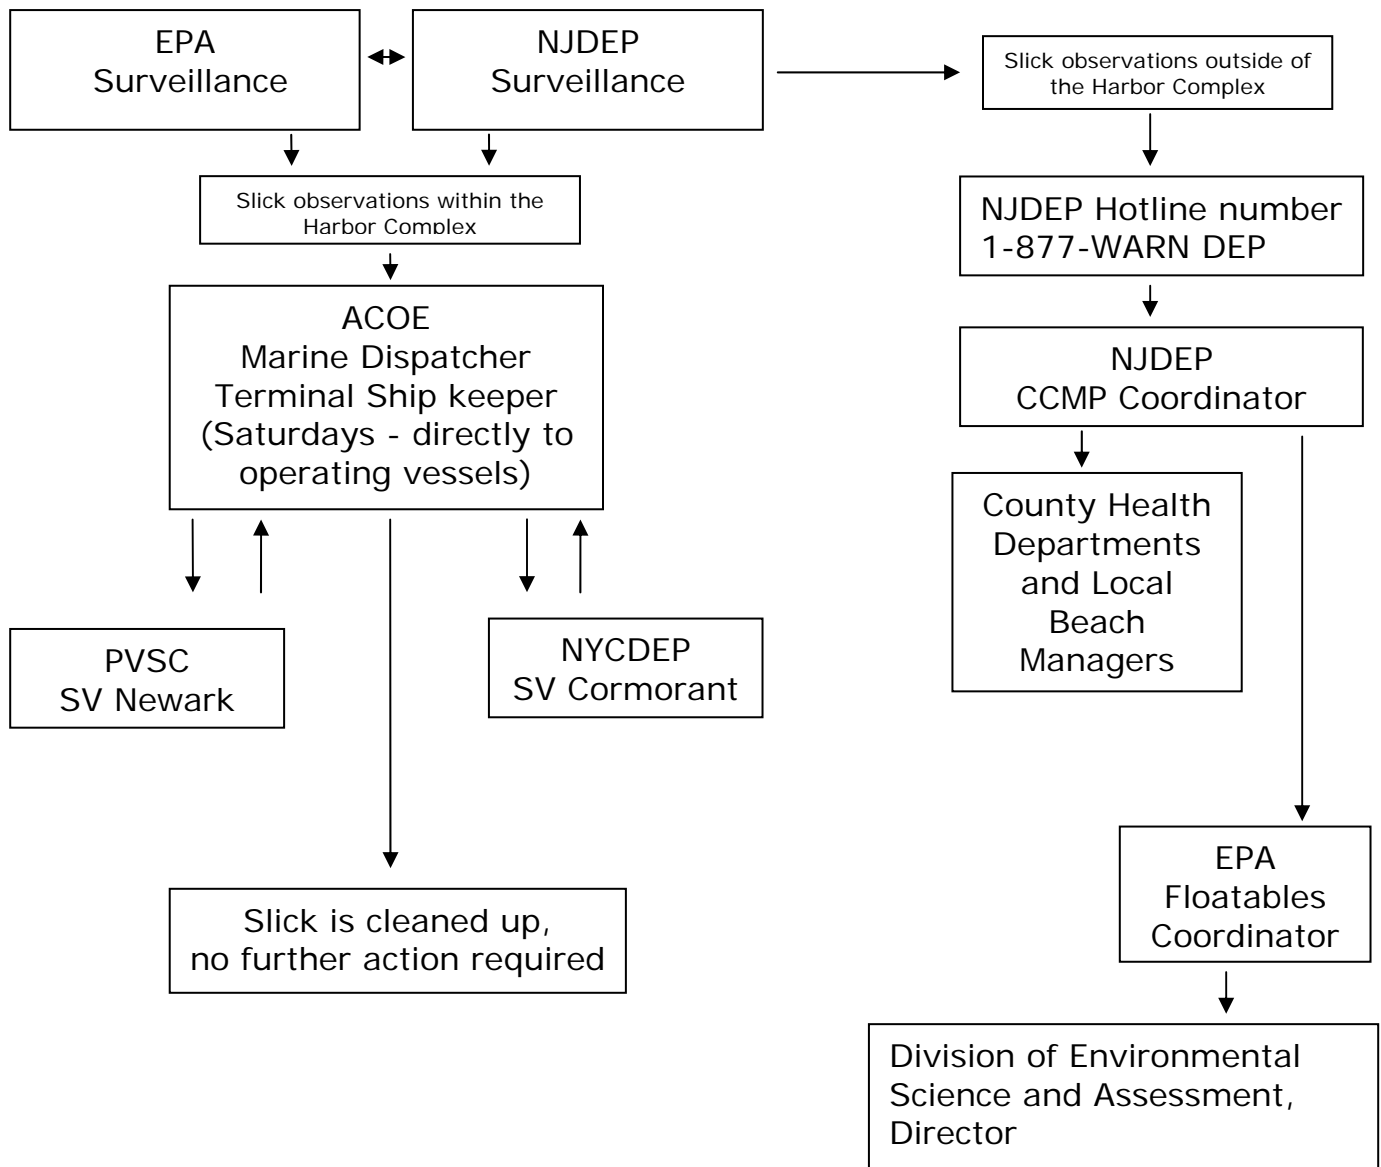 EPA
Surveillance
NJDEP
Surveillance
Slick observations outside of
the Harbor Complex
Slick observations within the
Harbor Complex
NJDEP Hotline number
1-877-WARN DEP
ACOE
Marine Dispatcher
Terminal Ship keeper
(Saturdays - directly to
operating vessels)
NJDEP
CCMP Coordinator
County Health
Departments
and Local
Beach
Managers
PVSC
SV Newark
NYCDEP
SV Cormorant
Slick is cleaned up,
no further action required
EPA
Floatables
Coordinator
Division of Environmental
Science and Assessment,
Director